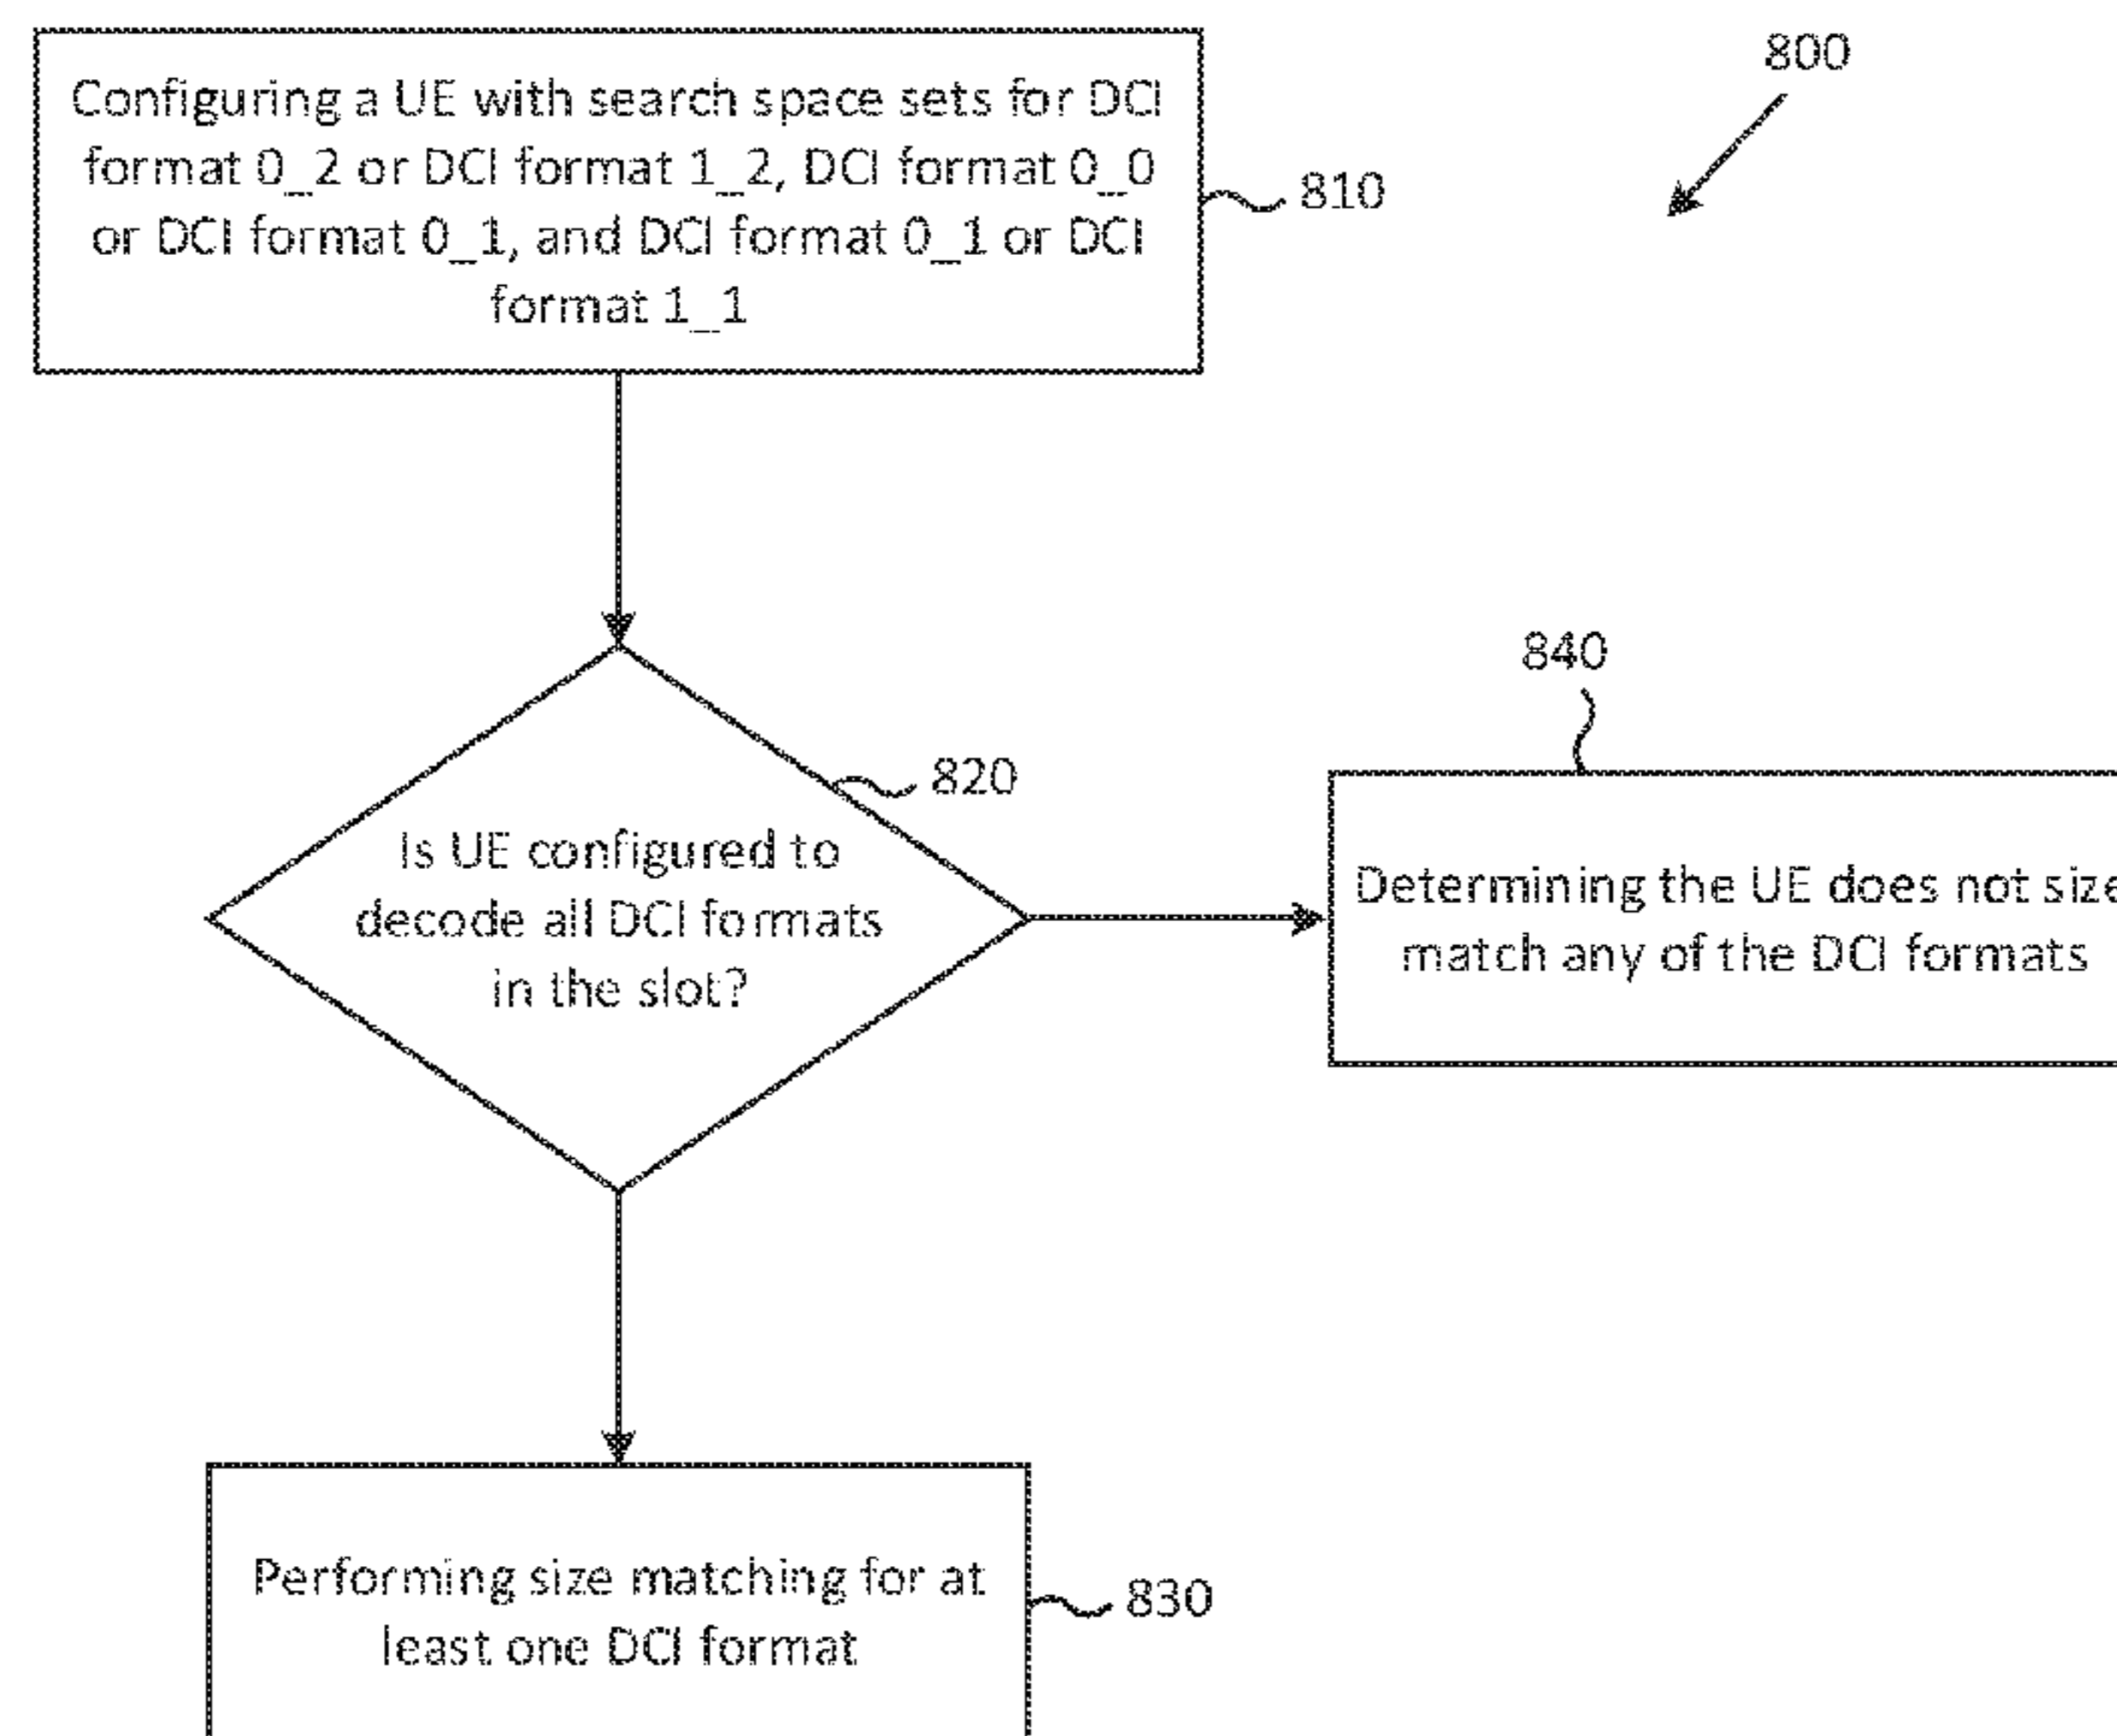 800
Configuring a UE with search space sets for DCI
format 0_2 or DCI format 1_2, DCI format 0_0
or DCI format 0_1, and DCI format 0_1 or DCI
format 1_1
810
820
Is UE configured to
decode all DCI formats
in the slot?
840
Determining the UE does not size
match any of the DCI formats
Performing size matching for at
least one DCI format
830